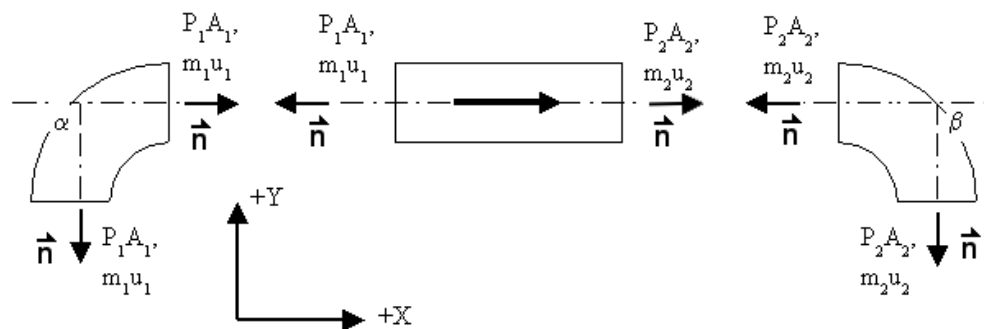 P₁A₁,
m₁u₁
n
P₁A₁,
m₁u₁
n
P₂A₂,
m₂u₂
n
P₂A₂,
m₂u₂
n
α
β
n
P₁A₁,
m₁u₁
+Y
+X
P₂A₂,
m₂u₂
n